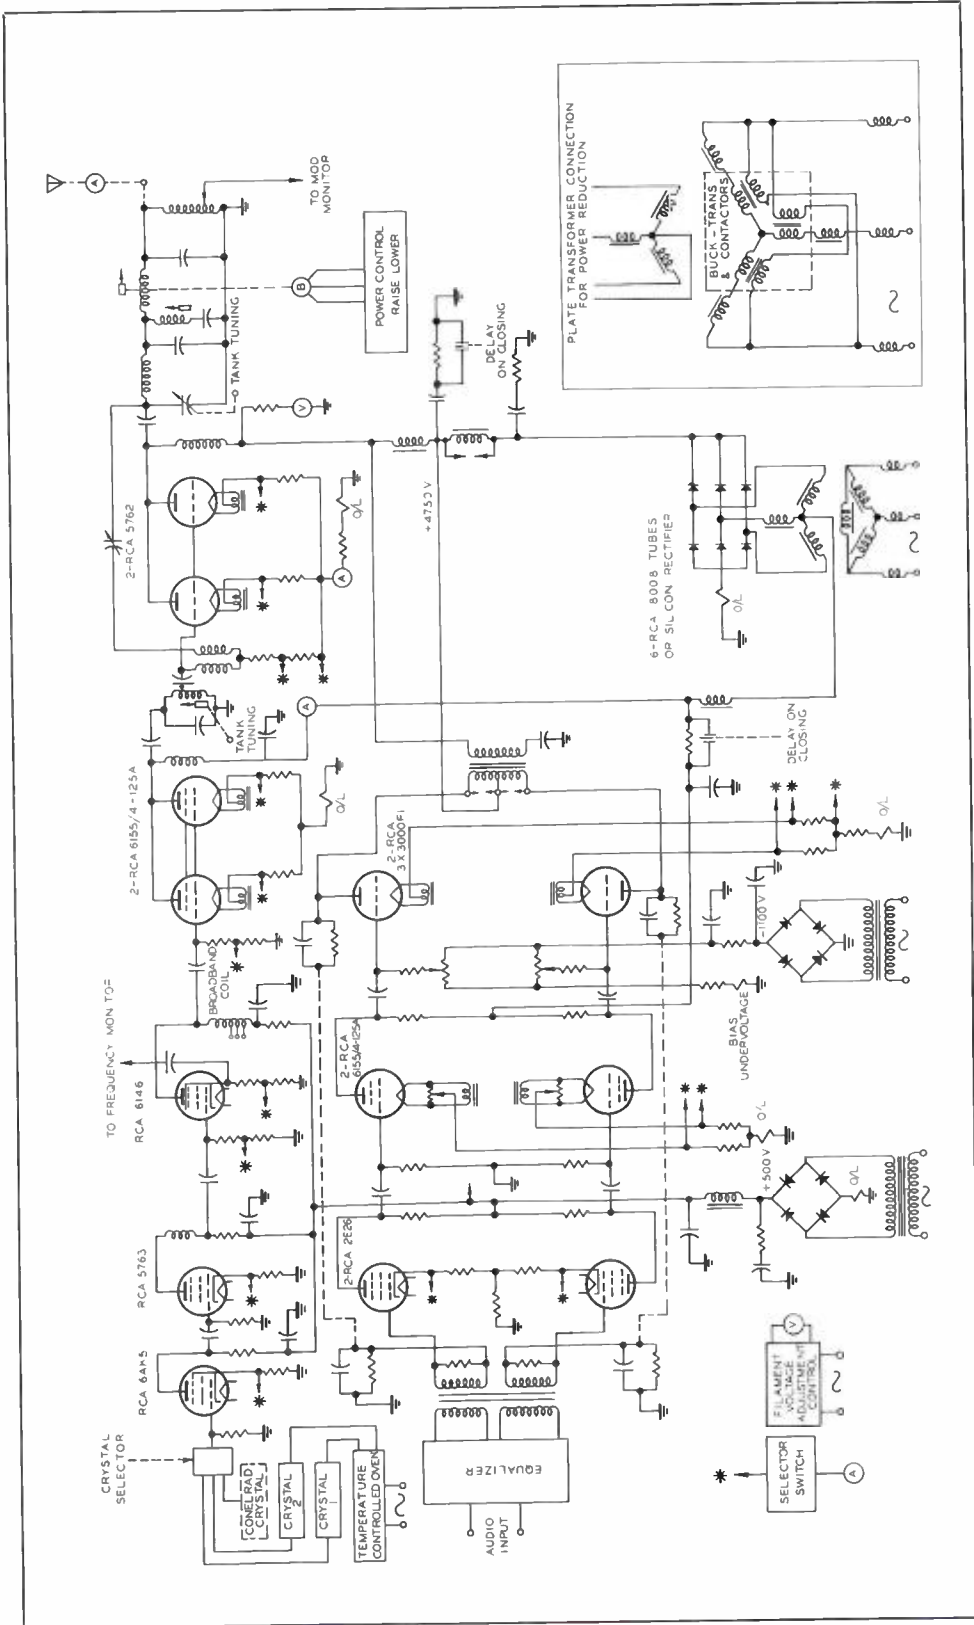 TO MOD
MONITOR
A
TANK TUNING
B
POWER CONTROL
RAISE LOWER
PLATE TRANSFORMER CONNECTION
FOR POWER REDUCTION
BUCK-TRANS
& CONTACTORS
DELAY
ON CLOSING
V
+4750 V
2-RCA 5762
A
O/L
6-RCA 8008 TUBES
OR SILCON RECTIFIER
O/L
TANK
TUNING
A
DELAY ON
CLOSING
2-RCA 6155/4-125A
O/L
2-RCA
3X3000F1
O/L
BROADBAND
COIL
-1100 V
TO FREQUENCY MON TOF
RCA 6146
2-RCA
6155/4-125A
BIAS
UNDERVOLTAGE
O/L
+500V
O/L
RCA 5763
2-RCA 2E26
RCA 6AK5
CRYSTAL
SELECTOR
CONELRAD
CRYSTAL
CRYSTAL
2
CRYSTAL
1
TEMPERATURE
CONTROLLED OVEN
EQUALIZER
AUDIO
INPUT
V
FILAMENT
VOLTAGE
ADJUSTMENT
CONTROL
SELECTOR
SWITCH
A